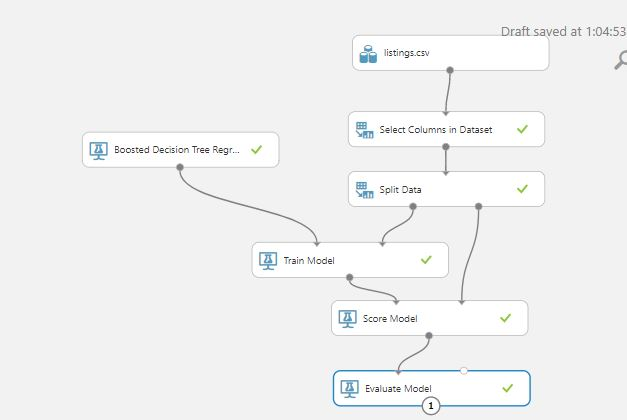 Draft saved at 1:04:53
listings.csv
Select Columns in Dataset
Boosted Decision Tree Regr...
Split Data
Train Model
Score Model
Evaluate Model
1